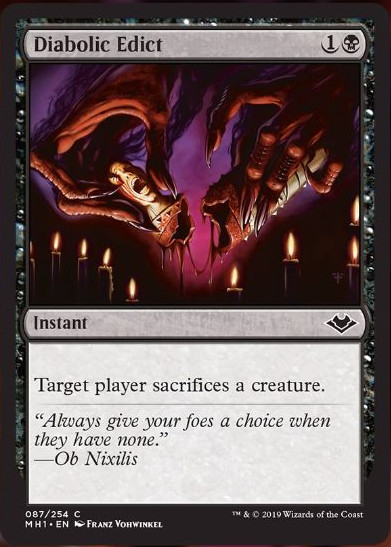 Diabolic Edict 1
Instant
Target player sacrifices a creature.
“Always give your foes a choice when
they have none.”
—Ob Nixilis
087/254 C
MH1 • EN Franz Vohwinkel
™ & © 2019 Wizards of the Coast